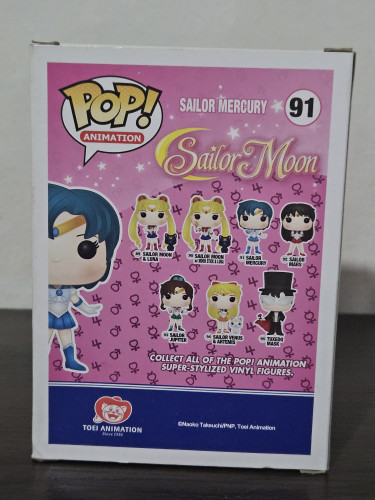 POP!
ANIMATION
SAILOR MERCURY
91
Sailor Moon
SAILOR MOON
& LUNA
SAILOR MOON
w/ MOON STICK & LUNA
SAILOR
MERCURY
SAILOR
MARS
SAILOR
JUPITER
SAILOR VENUS
& ARTEMIS
TUXEDO
MASK
COLLECT ALL OF THE POP! ANIMATION
SUPER-STYLIZED VINYL FIGURES.
TOEI ANIMATION
©Naoko Takeuchi/PNP, Toei Animation